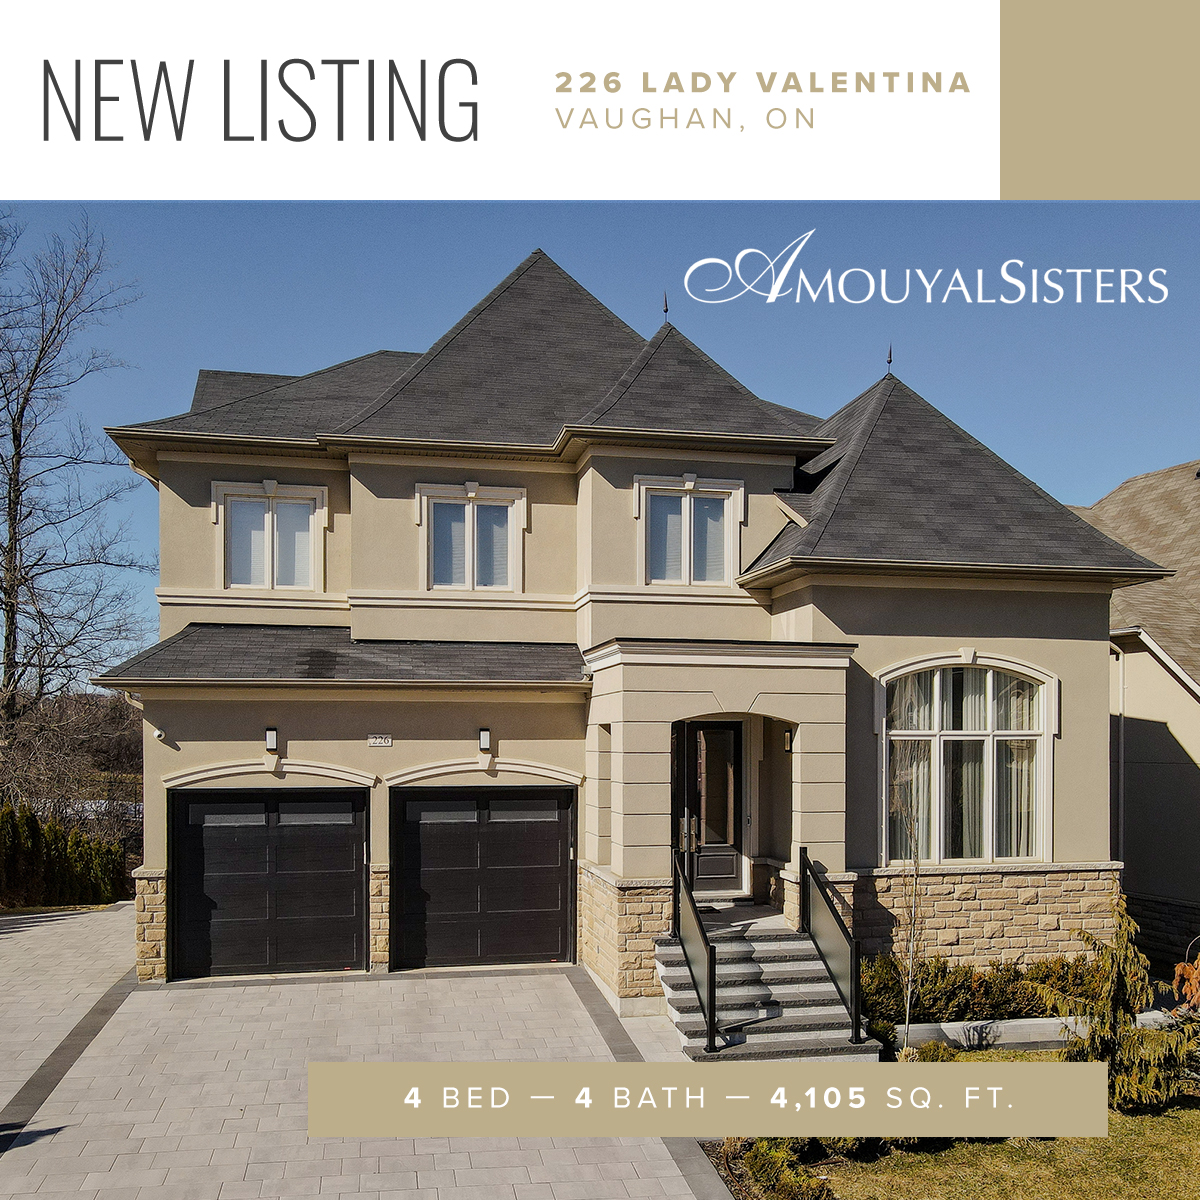 NEW LISTING
226 LADY VALENTINA
VAUGHAN, ON
AMOUYALSISTERS
226
4 BED — 4 BATH — 4,105 SQ. FT.